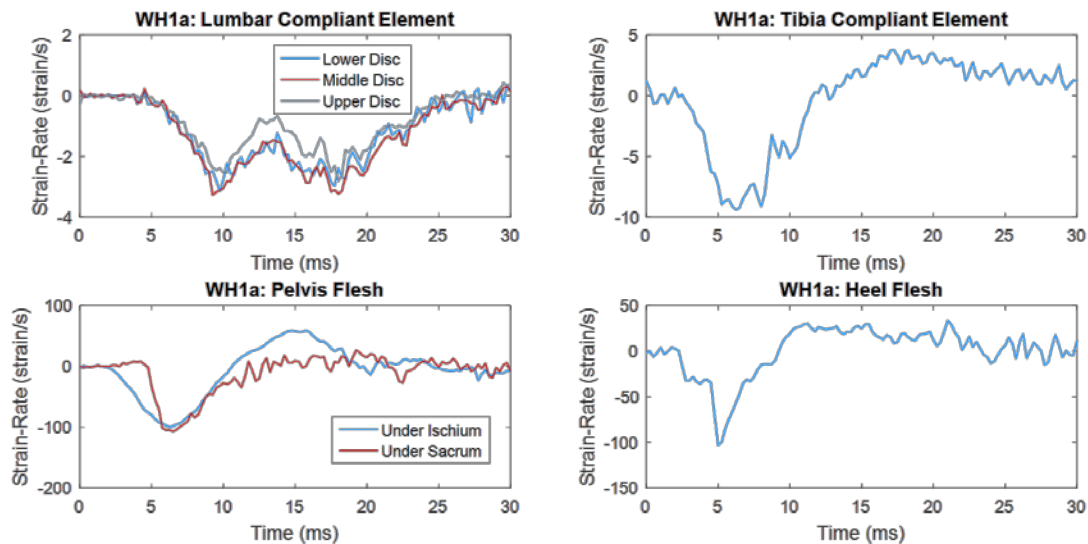 WH1a: Lumbar Compliant Element
2
0
-2
-4
Strain-Rate (strain/s)
Lower Disc
Middle Disc
Upper Disc
0 5 10 15 20 25 30
Time (ms)
WH1a: Tibia Compliant Element
5
0
-5
-10
Strain-Rate (strain/s)
0 5 10 15 20 25 30
Time (ms)
WH1a: Pelvis Flesh
100
0
-100
-200
Strain-Rate (strain/s)
Under Ischium
Under Sacrum
0 5 10 15 20 25 30
Time (ms)
WH1a: Heel Flesh
50
0
-50
-100
-150
Strain-Rate (strain/s)
0 5 10 15 20 25 30
Time (ms)